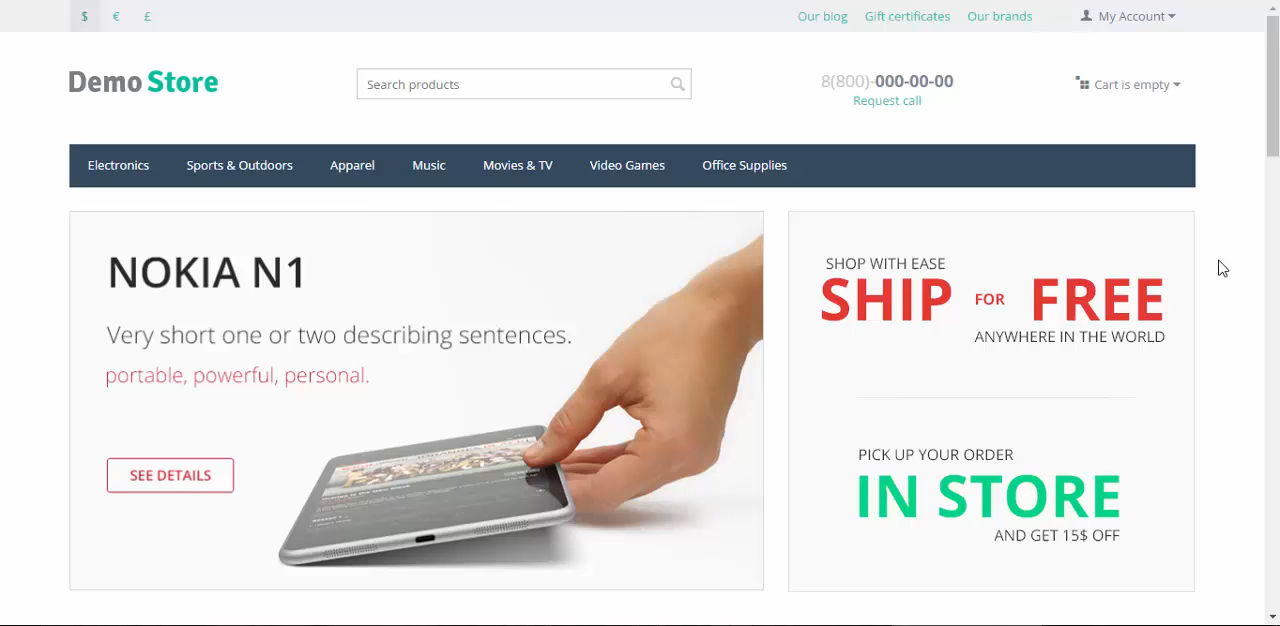 $ € £
Our blog Gift certificates Our brands My Account
Demo Store
Search products
8(800)-000-00-00
Request call
Cart is empty
Electronics Sports & Outdoors Apparel Music Movies & TV Video Games Office Supplies
NOKIA N1
Very short one or two describing sentences.
portable, powerful, personal.
SEE DETAILS
SHOP WITH EASE
SHIP FOR FREE
ANYWHERE IN THE WORLD
PICK UP YOUR ORDER
IN STORE
AND GET 15$ OFF